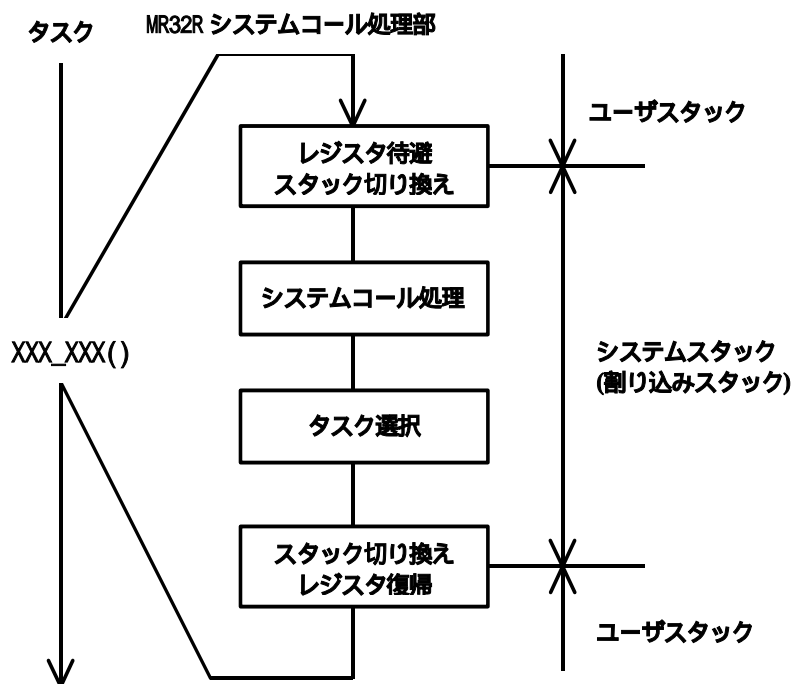 タスク
MR32R システムコール処理部
ユーザスタック
レジスタ待避
スタック切り換え
システムコール処理
XXX_XXX()
システムスタック
(割り込みスタック)
タスク選択
スタック切り換え
レジスタ復帰
ユーザスタック